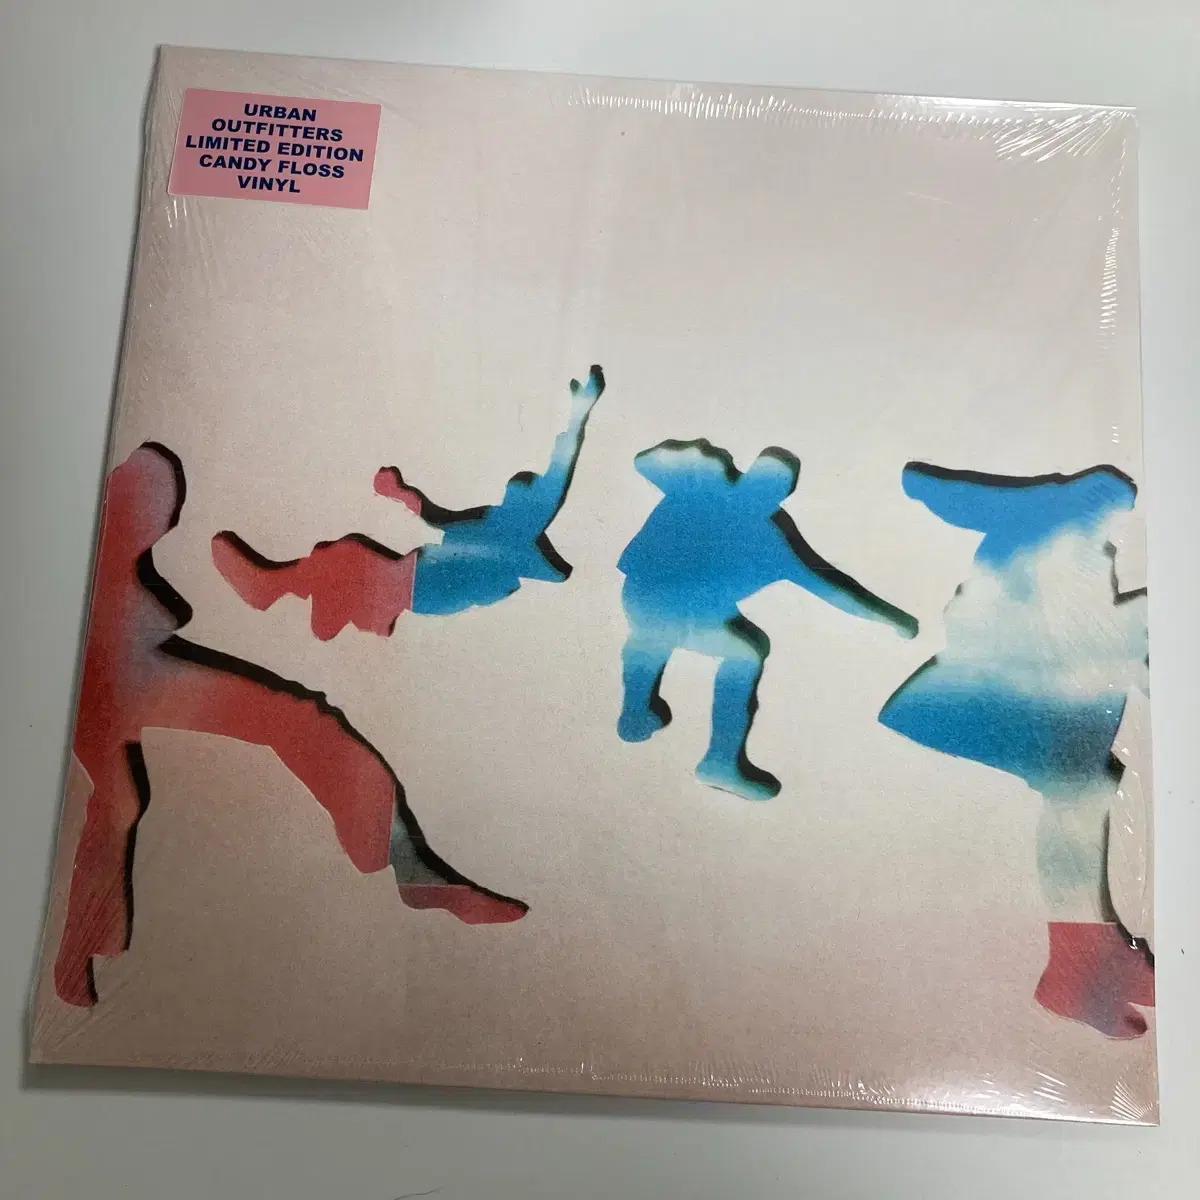 URBAN
OUTFITTERS
LIMITED EDITION
CANDY FLOSS
VINYL